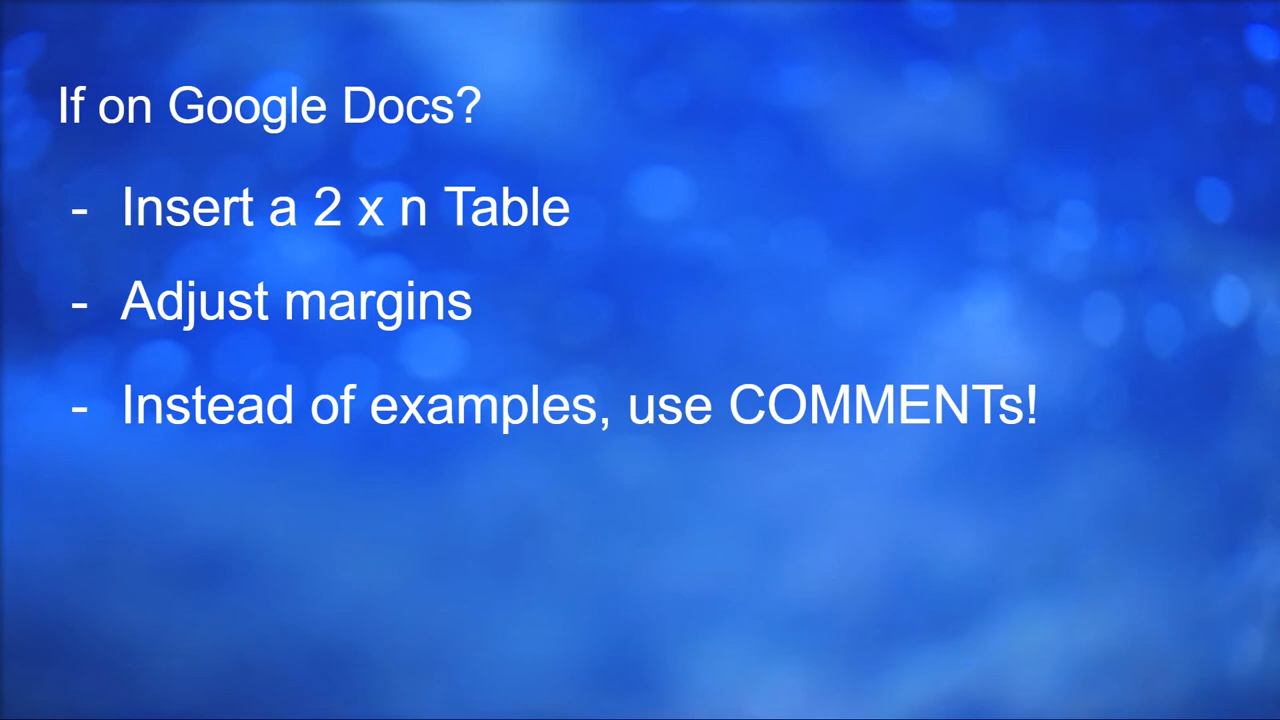 If on Google Docs?
- Insert a 2 x n Table
- Adjust margins
- Instead of examples, use COMMENTs!